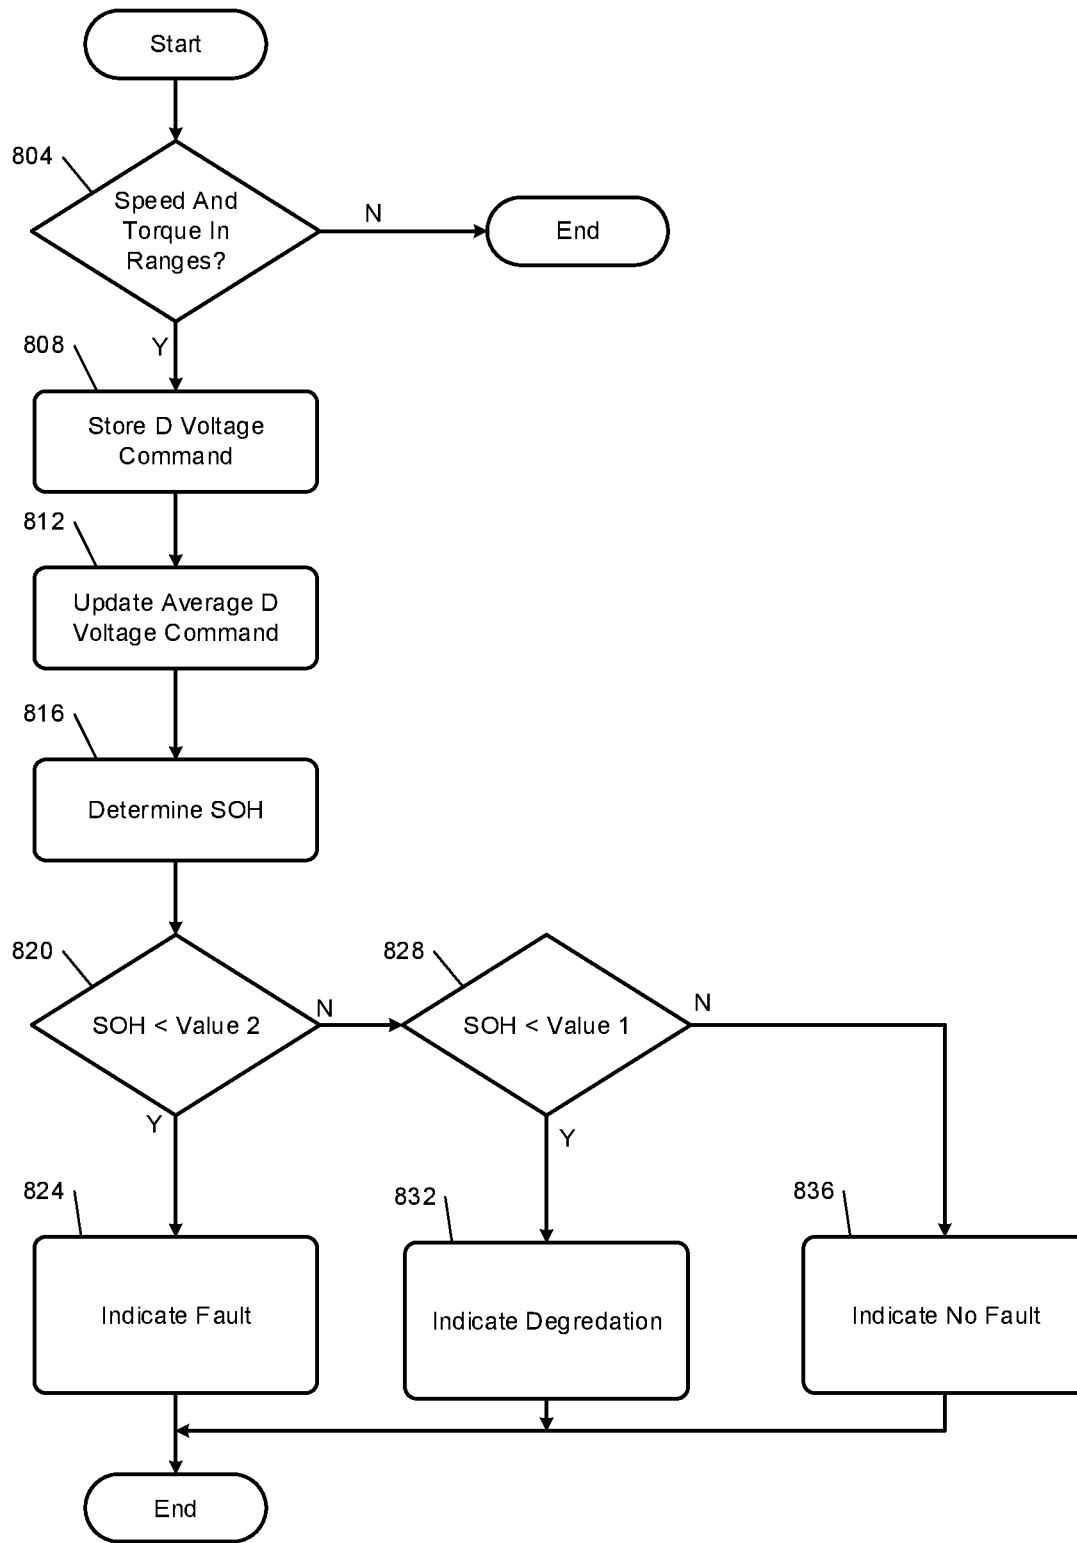 Start
804
Speed And
Torque In
Ranges?
N
End
Y
808
Store D Voltage
Command
812
Update Average D
Voltage Command
816
Determine SOH
820
SOH < Value 2
N
828
SOH < Value 1
N
Y
Y
824
Indicate Fault
832
Indicate Degredation
836
Indicate No Fault
End